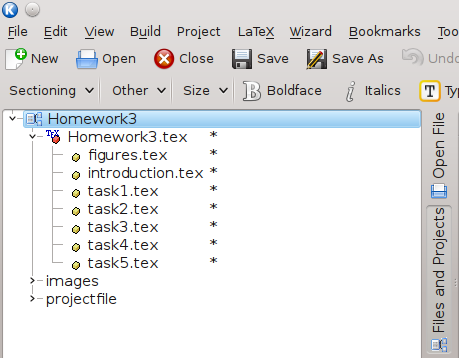 File Edit View Build Project LaTeX Wizard Bookmarks
New Open Close Save Save As Undo
Sectioning Other Size B Boldface i Italics T
Homework3
TEX Homework3.tex *
figures.tex *
introduction.tex *
task1.tex *
task2.tex *
task3.tex *
task4.tex *
task5.tex *
images
projectfile
Open File
Files and Projects